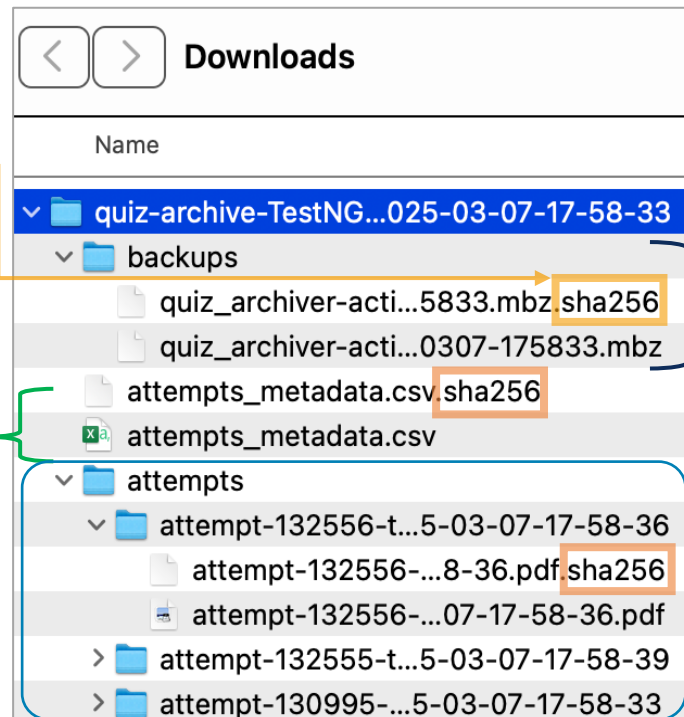 Downloads
Name
quiz-archive-TestNG...025-03-07-17-58-33
backups
quiz_archiver-acti...5833.mbz.sha256
quiz_archiver-acti...0307-175833.mbz
attempts_metadata.csv.sha256
attempts_metadata.csv
attempts
attempt-132556-t...5-03-07-17-58-36
attempt-132556-...8-36.pdf.sha256
attempt-132556-...07-17-58-36.pdf
attempt-132555-t...5-03-07-17-58-39
attempt-130995-...5-03-07-17-58-33